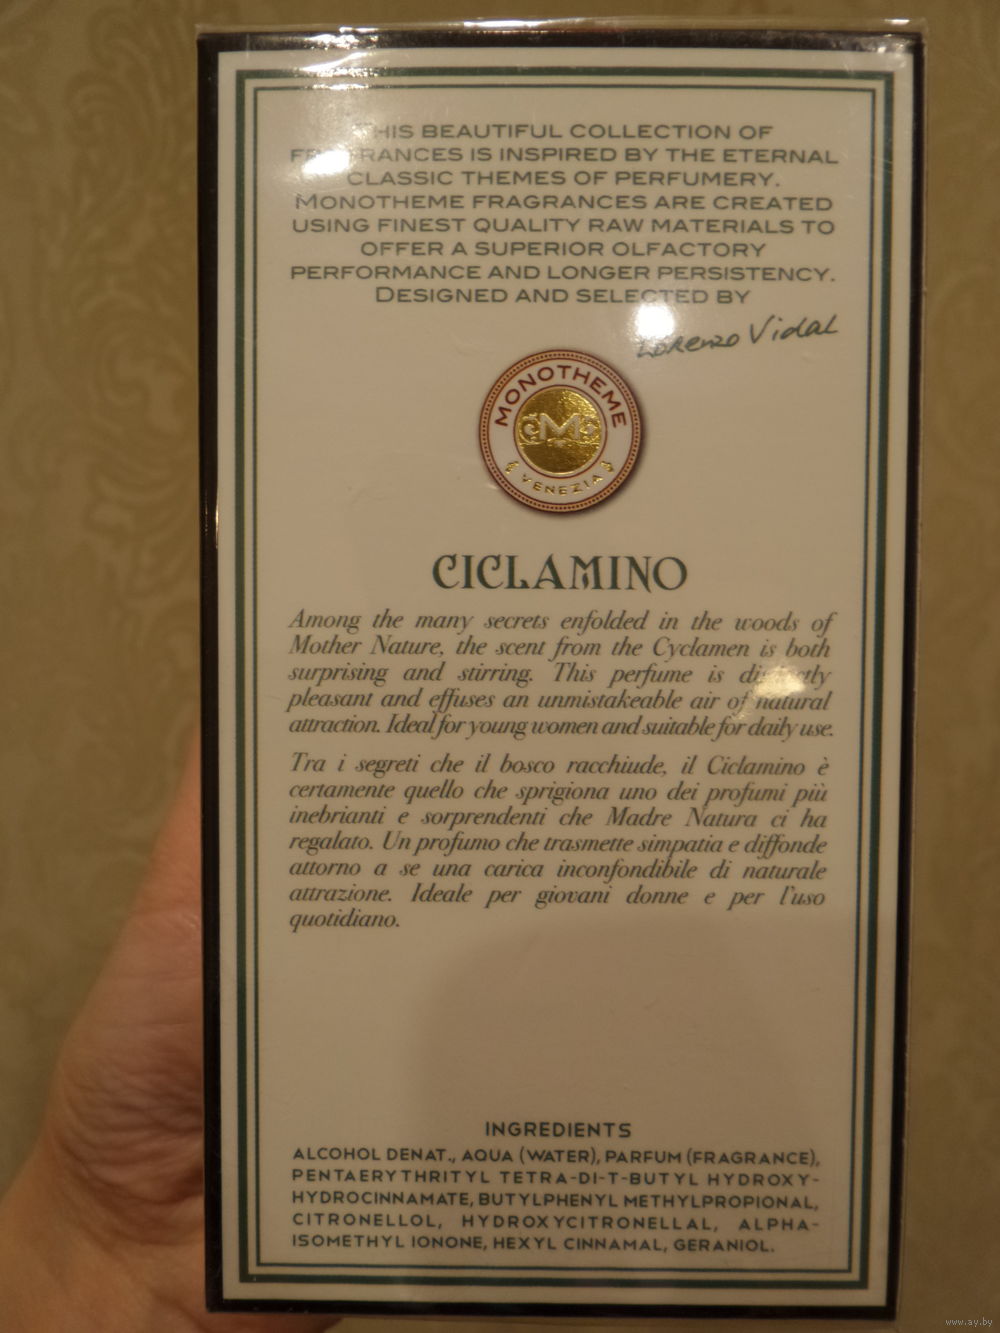 THIS BEAUTIFUL COLLECTION OF
FRAGRANCES IS INSPIRED BY THE ETERNAL
CLASSIC THEMES OF PERFUMERY.
MONOTHEME FRAGRANCES ARE CREATED
USING FINEST QUALITY RAW MATERIALS TO
OFFER A SUPERIOR OLFACTORY
PERFORMANCE AND LONGER PERSISTENCY.
DESIGNED AND SELECTED BY
Lorenzo Vidal
MONOTHEME
M
VENEZIA
CICLAMINO
Among the many secrets enfolded in the woods of
Mother Nature, the scent from the Cyclamen is both
surprising and stirring. This perfume is
pleasant and effuses an unmistakeable air of natural
attraction. Ideal for young women and suitable for daily use.
Tra i segreti che il bosco racchiude, il Ciclamino è
certamente quello che sprigiona uno dei profumi più
inebrianti e sorprendenti che Madre Natura ci ha
regalato. Un profumo che trasmette simpatia e diffonde
attorno a se una carica inconfondibile di naturale
attrazione. Ideale per giovani donne e per l'uso
quotidiano.
INGREDIENTS
ALCOHOL DENAT., AQUA (WATER), PARFUM (FRAGRANCE),
PENTAERYTHRITYL TETRA-DI-T-BUTYL HYDROXY-
HYDROCINNAMATE, BUTYLPHENYL METHYLPROPIONAL,
CITRONELLOL, HYDROXYCITRONELLAL, ALPHA-
ISOMETHYL IONONE, HEXYL CINNAMAL, GERANIOL.
www.ay.by